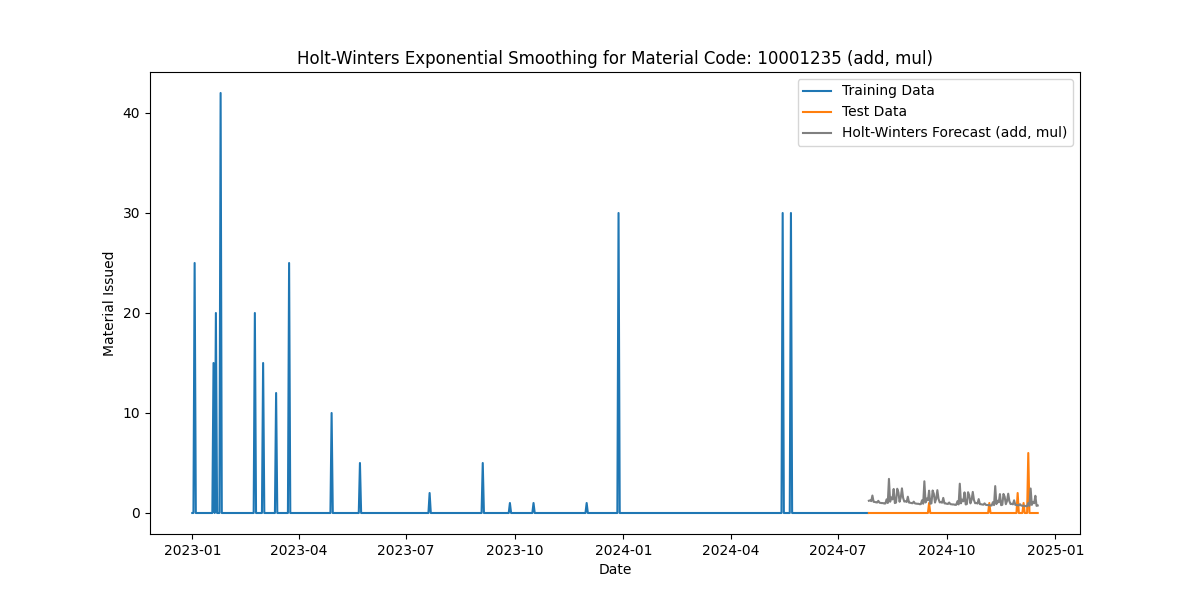 Holt-Winters Exponential Smoothing for Material Code: 10001235 (add, mul)
Training Data
Test Data
Holt-Winters Forecast (add, mul)
Material Issued
40
30
20
10
0
2023-01
2023-04
2023-07
2023-10
2024-01
2024-04
2024-07
2024-10
2025-01
Date